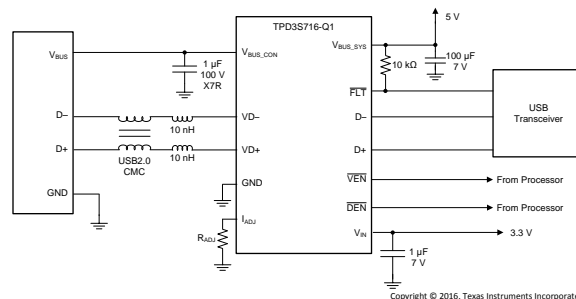 TPD3S716-Q1
5 V
V_BUS
V_BUS_CON
V_BUS_SYS
1 µF
100 V
X7R
10 kΩ
100 µF
7 V
FLT
USB
Transceiver
D–
VD–
D–
10 nH
D+
VD+
D+
10 nH
USB2.0
CMC
GND
GND
VEN
From Processor
DEN
From Processor
I_ADJ
R_ADJ
V_IN
3.3 V
1 µF
7 V
Copyright © 2016, Texas Instruments Incorporate